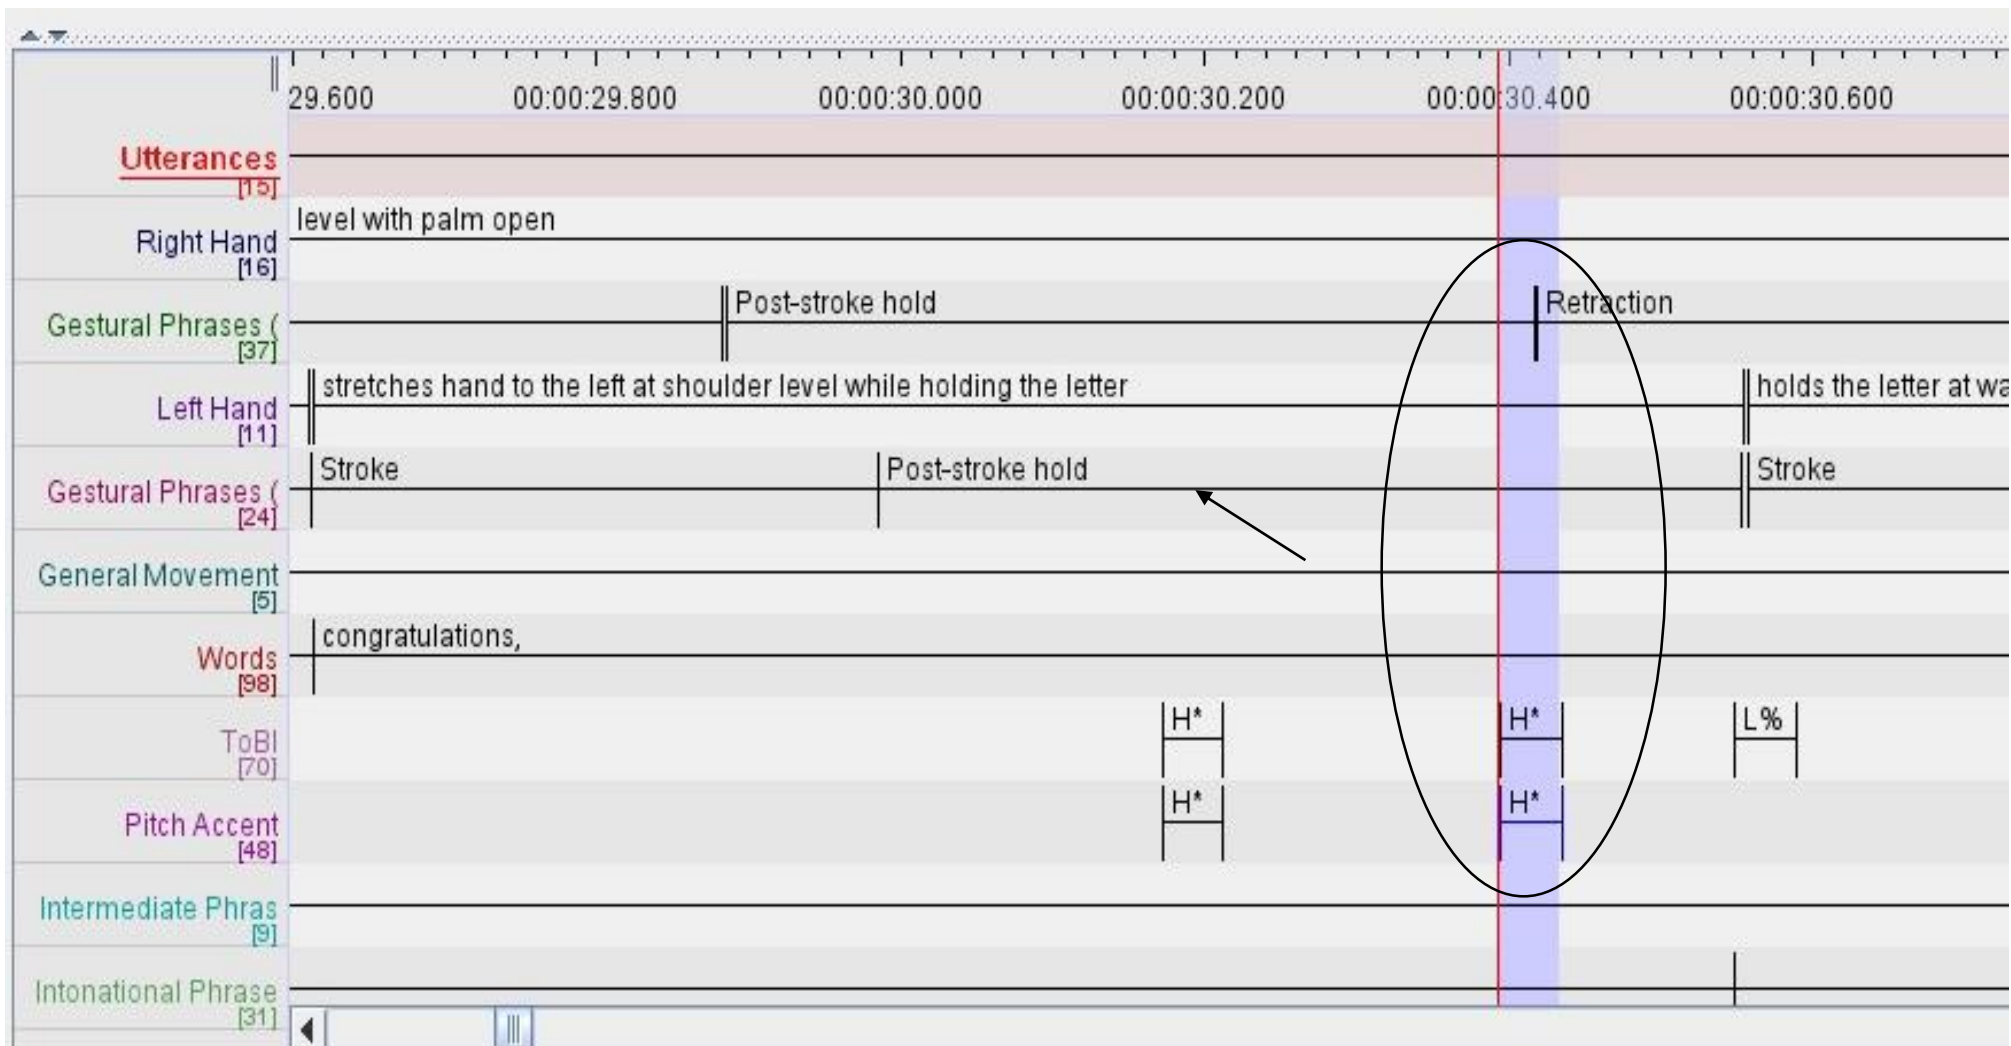 29.600 00:00:29.800 00:00:30.000 00:00:30.200 00:00:30.400 00:00:30.600
Utterances
[15]
level with palm open
Right Hand
[16]
Post-stroke hold Retraction
Gestural Phrases (
[37]
stretches hand to the left at shoulder level while holding the letter holds the letter at wa
Left Hand
[11]
Stroke Post-stroke hold Stroke
Gestural Phrases (
[24]
General Movement
[5]
congratulations,
Words
[98]
H* H* L%
ToBI
[70]
H* H*
Pitch Accent
[48]
Intermediate Phras
[9]
Intonational Phrase
[31]